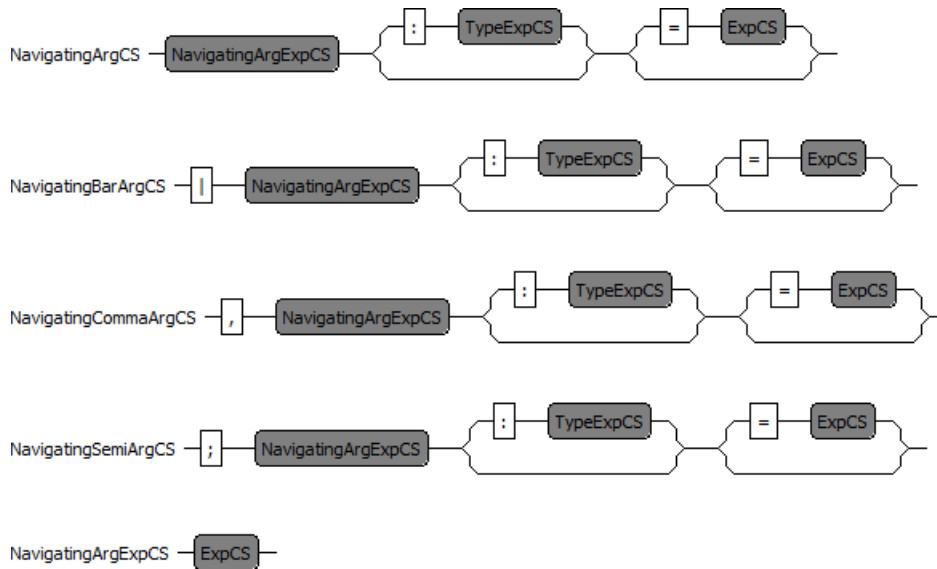 NavigatingArgCS NavigatingArgExpCS : TypeExpCS = ExpCS
NavigatingBarArgCS | NavigatingArgExpCS : TypeExpCS = ExpCS
NavigatingCommaArgCS , NavigatingArgExpCS : TypeExpCS = ExpCS
NavigatingSemiArgCS ; NavigatingArgExpCS : TypeExpCS = ExpCS
NavigatingArgExpCS ExpCS